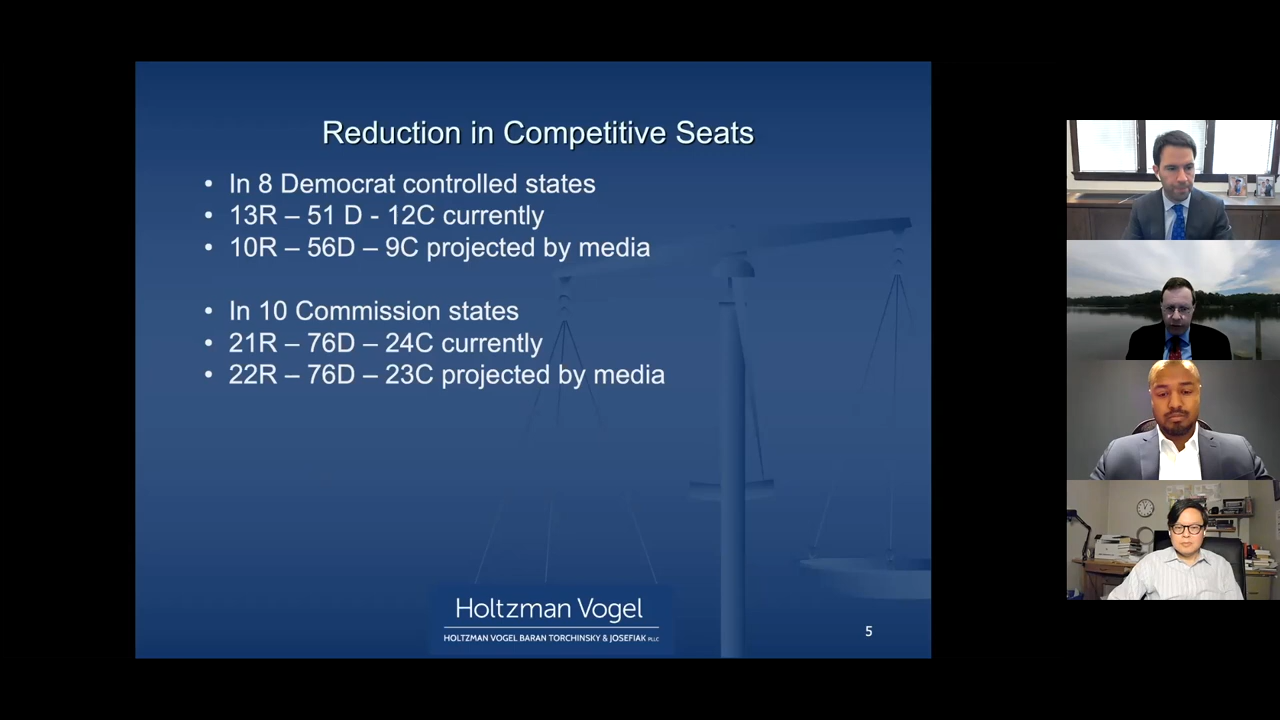 Reduction in Competitive Seats
• In 8 Democrat controlled states
• 13R – 51 D - 12C currently
• 10R – 56D – 9C projected by media
• In 10 Commission states
• 21R – 76D – 24C currently
• 22R – 76D – 23C projected by media
Holtzman Vogel
HOLTZMAN VOGEL BARAN TORCHINSKY & JOSEFIAK PLLC
5